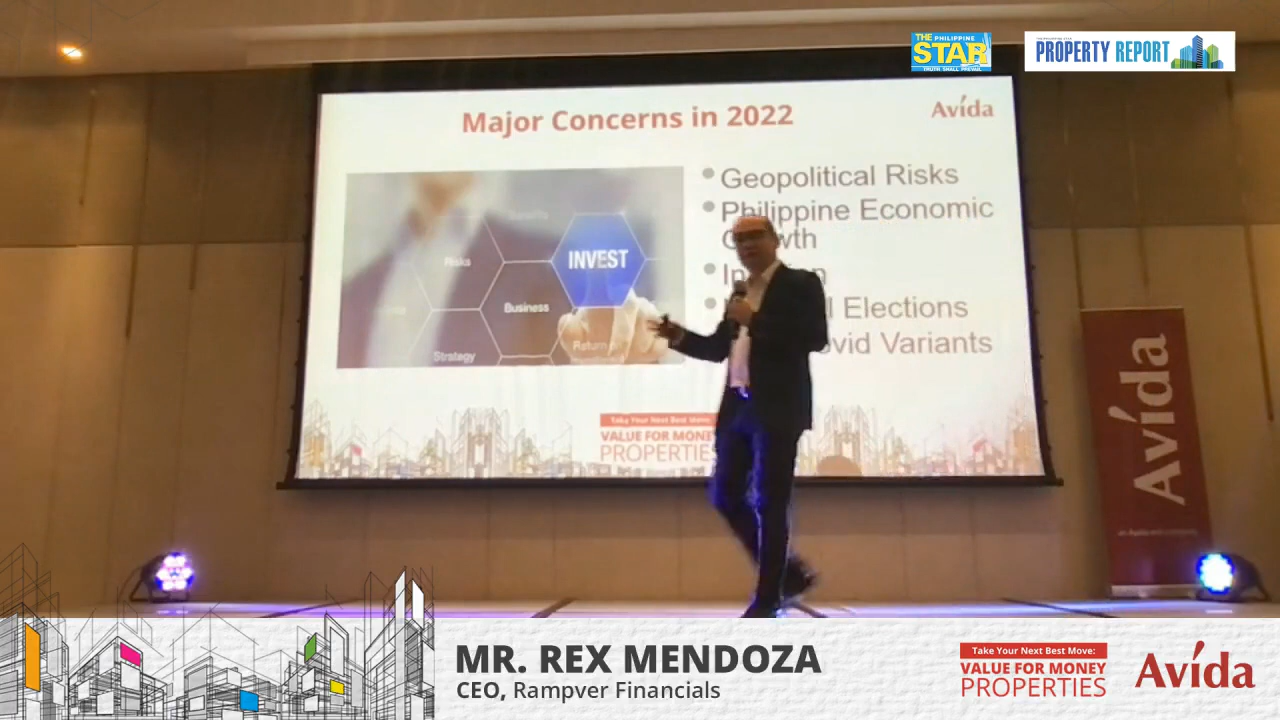 THE PHILIPPINE
STAR
TRUTH SHALL PREVAIL
PROPERTY REPORT
Major Concerns in 2022
Avida
Geopolitical Risks
Philippine Economic
Risks
INVEST
Business
Strategy
Return
Elections
Variants
Take Your Next Best Move:
VALUE FOR MONEY
PROPERTIES
Avida
MR. REX MENDOZA
CEO, Rampver Financials
Take Your Next Best Move:
VALUE FOR MONEY
PROPERTIES
Avida